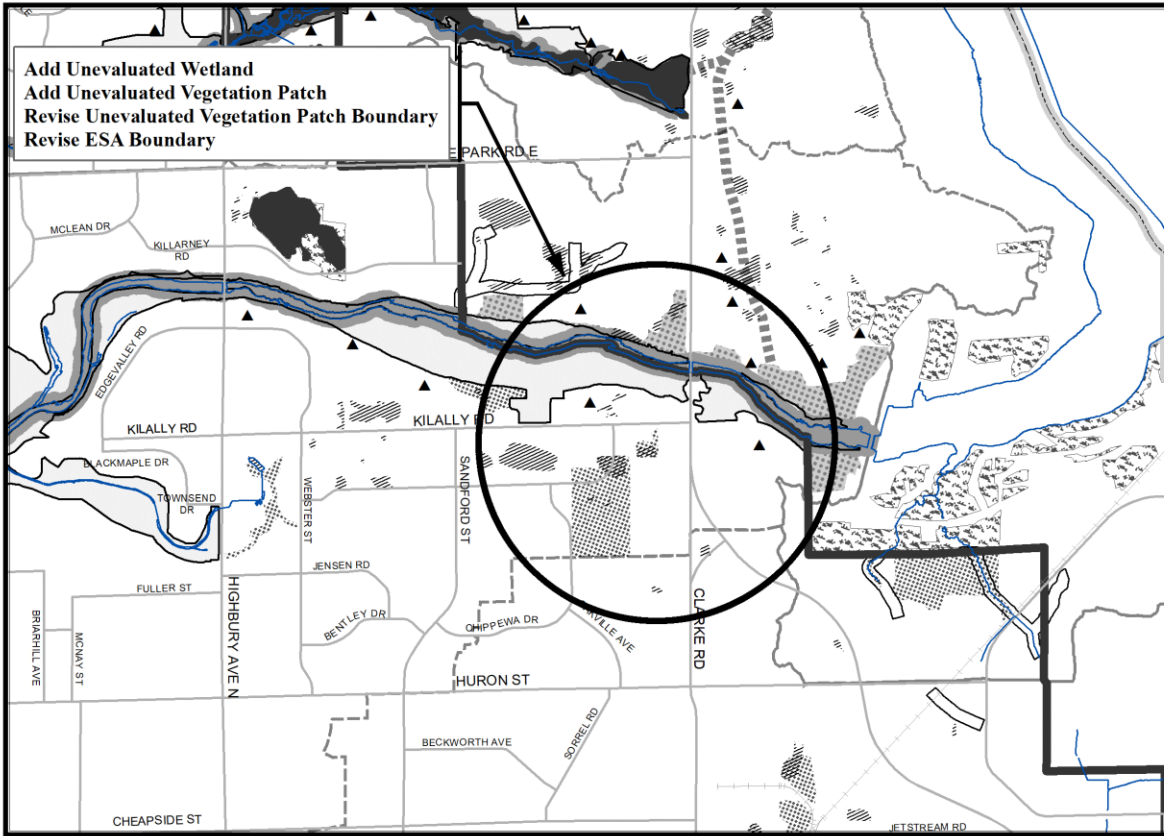 Add Unevaluated Wetland
Add Unevaluated Vegetation Patch
Revise Unevaluated Vegetation Patch Boundary
Revise ESA Boundary
E PARK RD E
MCLEAN DR
KILLARNEY
RD
EDGEVALLEY RD
KILALLY RD
KILALLY RD
BLACKMAPLE DR
TOWNSEND
DR
WEBSTER ST
SANDFORD ST
JENSEN RD
FULLER ST
BRIARHILL AVE
MCNAY ST
HIGHBURY AVE N
BENTLEY DR
CHIPPEWA DR
VILLE AVE
CLARKE RD
HURON ST
BECKWORTH AVE
SORREL RD
CHEAPSIDE ST
JETSTREAM RD